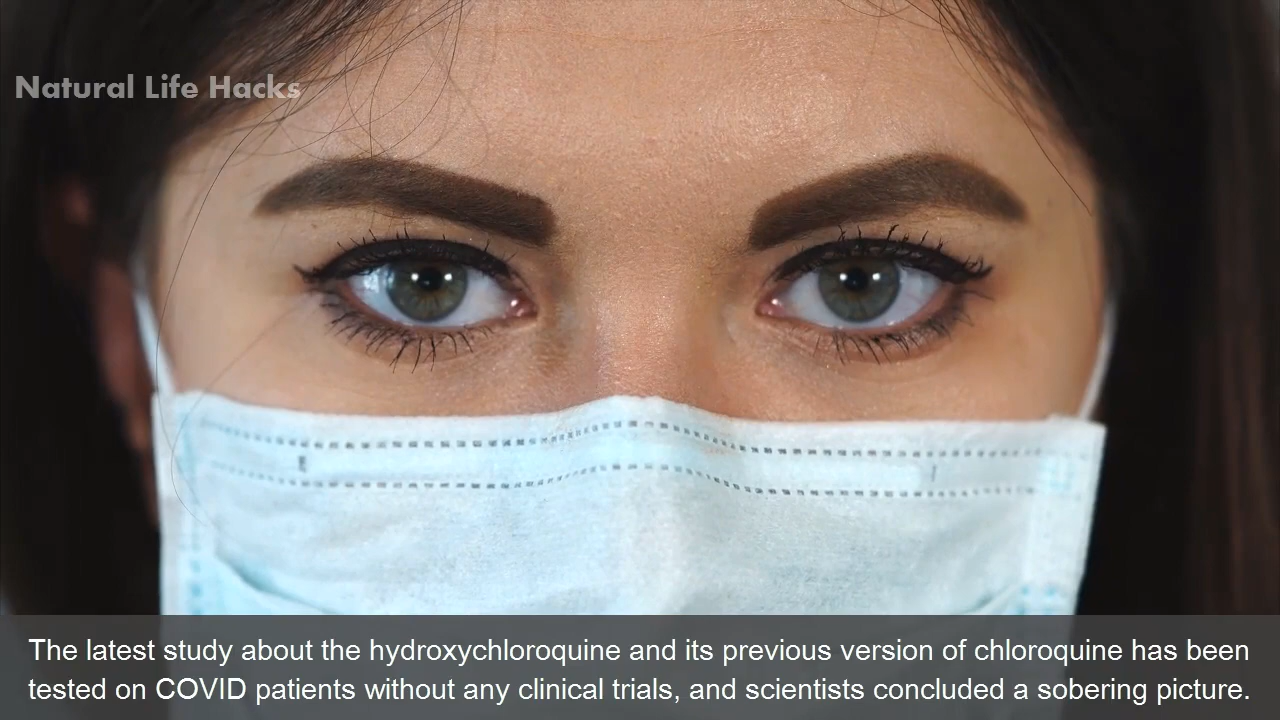 Natural Life Hacks
The latest study about the hydroxychloroquine and its previous version of chloroquine has been
tested on COVID patients without any clinical trials, and scientists concluded a sobering picture.